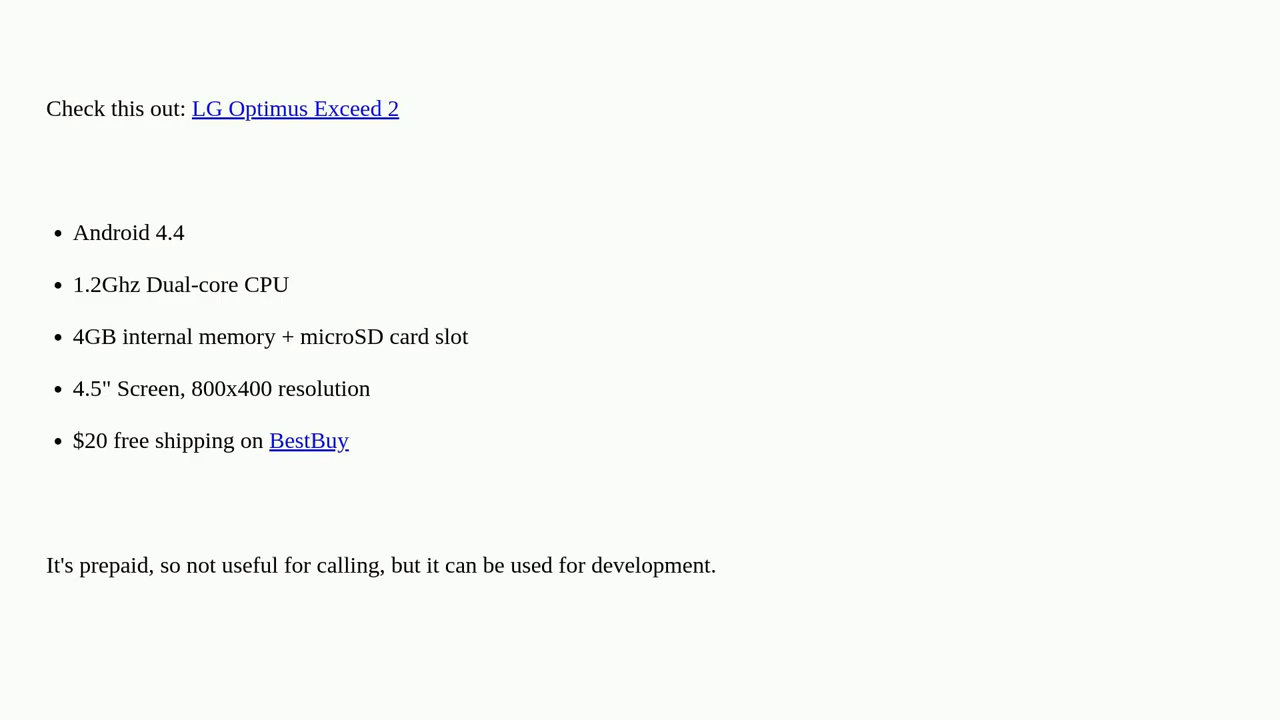 Check this out: LG Optimus Exceed 2
• Android 4.4
• 1.2Ghz Dual-core CPU
• 4GB internal memory + microSD card slot
• 4.5" Screen, 800x400 resolution
• $20 free shipping on BestBuy
It's prepaid, so not useful for calling, but it can be used for development.